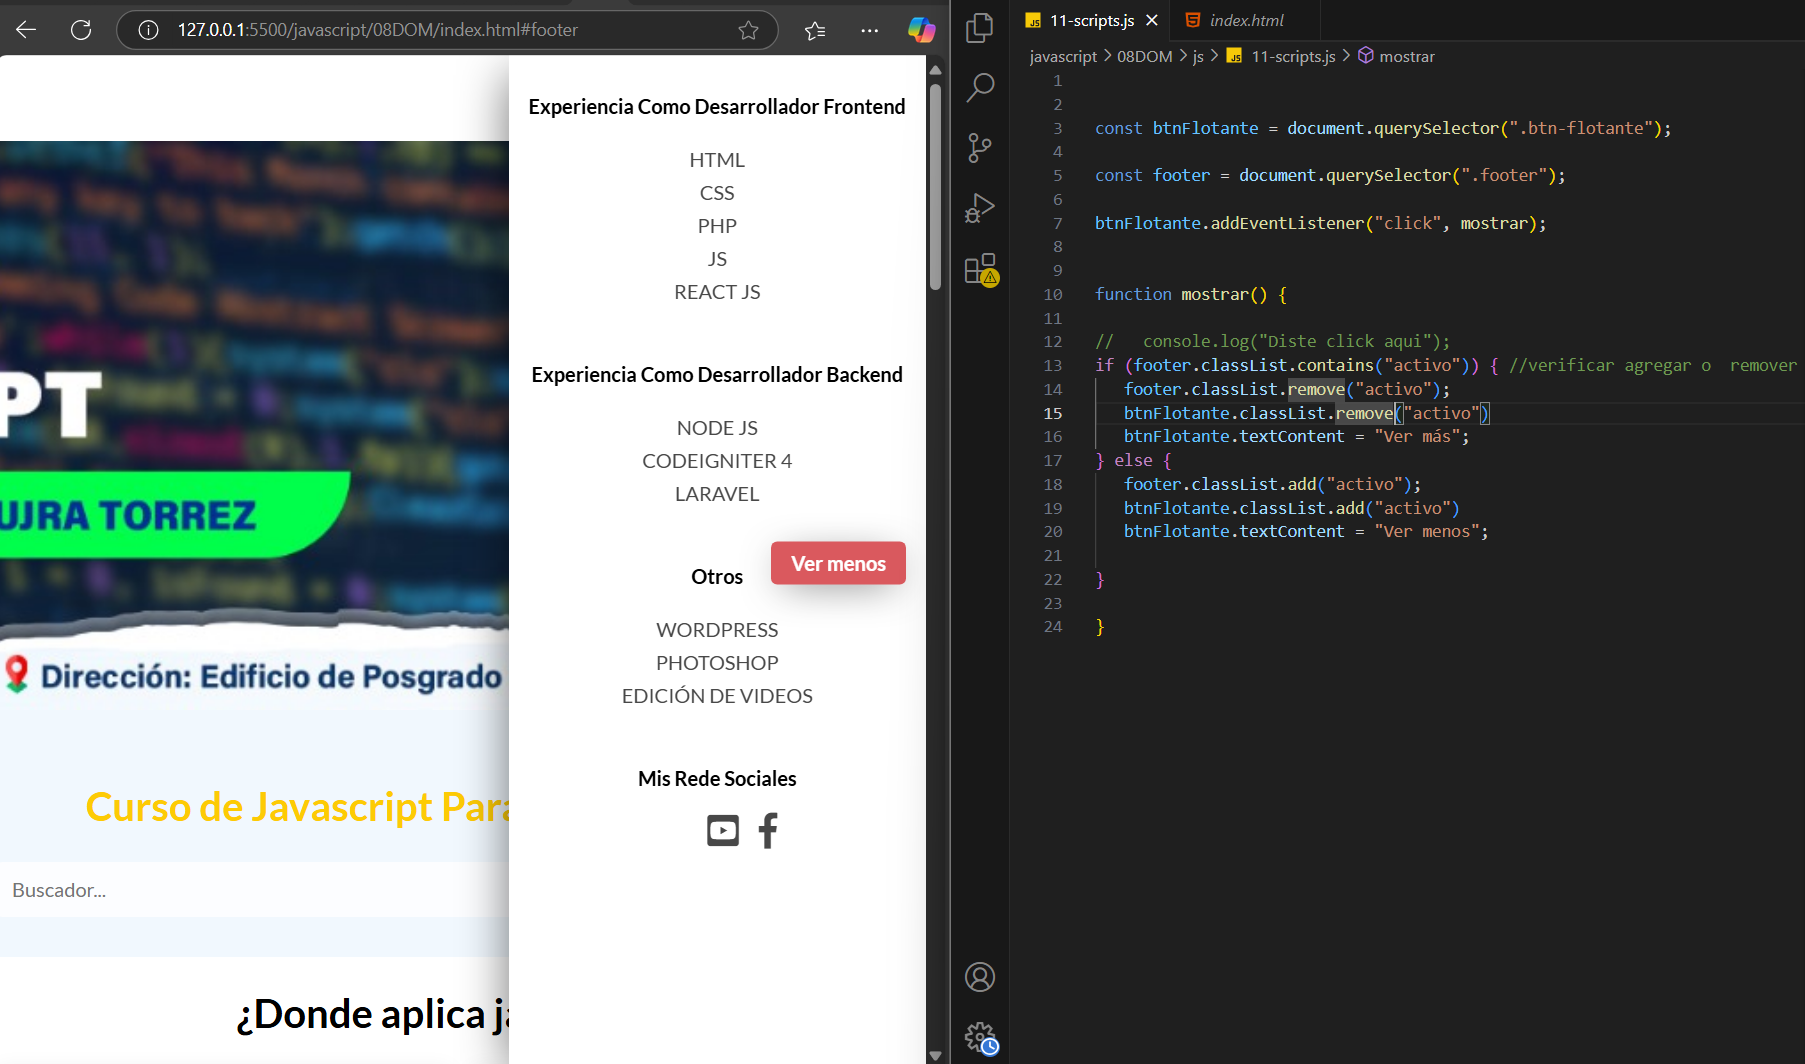 127.0.0.1:5500/javascript/08DOM/index.html#footer
PT
UJRA TORREZ
Dirección: Edificio de Posgrado
Curso de Javascript Para
Buscador...
¿Donde aplica ja
Experiencia Como Desarrollador Frontend
HTML
CSS
PHP
JS
REACT JS
Experiencia Como Desarrollador Backend
NODE JS
CODEIGNITER 4
LARAVEL
Otros
Ver menos
WORDPRESS
PHOTOSHOP
EDICIÓN DE VIDEOS
Mis Rede Sociales
JS 11-scripts.js
index.html
javascript > 08DOM > js > JS 11-scripts.js > mostrar
1
2
3 const btnFlotante = document.querySelector(".btn-flotante");
4
5 const footer = document.querySelector(".footer");
6
7 btnFlotante.addEventListener("click", mostrar);
8
9
10 function mostrar() {
11
12 //   console.log("Diste click aqui");
13 if (footer.classList.contains("activo")) { //verificar agregar o  remover
14    footer.classList.remove("activo");
15    btnFlotante.classList.remove("activo")
16    btnFlotante.textContent = "Ver más";
17 } else {
18    footer.classList.add("activo");
19    btnFlotante.classList.add("activo")
20    btnFlotante.textContent = "Ver menos";
21
22 }
23
24 }